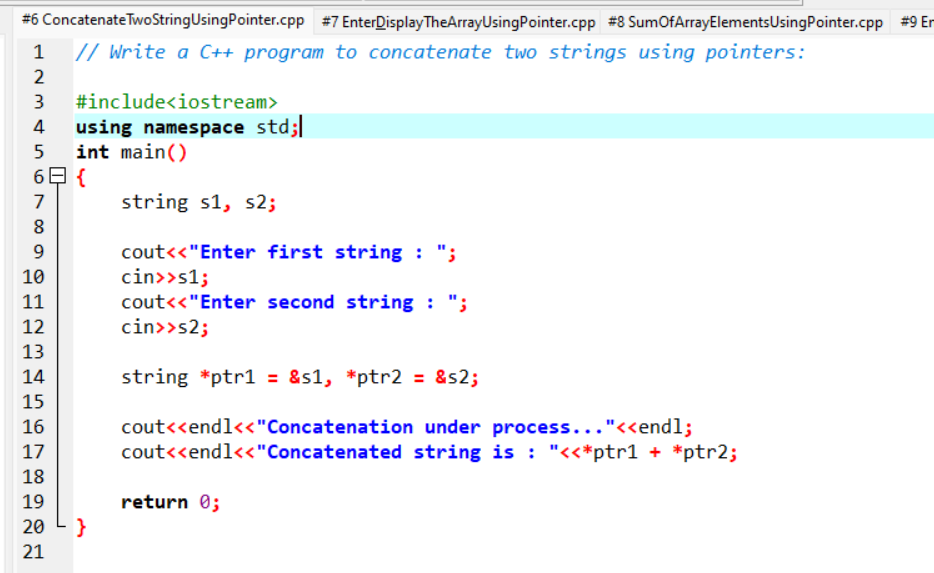 #6 ConcatenateTwoStringUsingPointer.cpp #7 EnterDisplayTheArrayUsingPointer.cpp #8 SumOfArrayElementsUsingPointer.cpp #9 Er
1 // Write a C++ program to concatenate two strings using pointers:
2
3 #include<iostream>
4 using namespace std;
5 int main()
6 {
7 string s1, s2;
8
9 cout<<"Enter first string : ";
10 cin>>s1;
11 cout<<"Enter second string : ";
12 cin>>s2;
13
14 string *ptr1 = &s1, *ptr2 = &s2;
15
16 cout<<endl<<"Concatenation under process..."<<endl;
17 cout<<endl<<"Concatenated string is : "<<*ptr1 + *ptr2;
18
19 return 0;
20 }
21